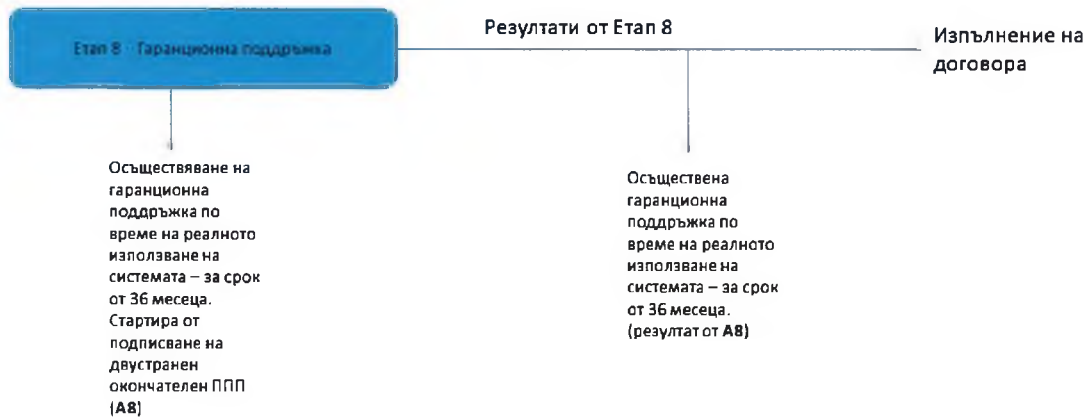 Етап 8 Гаранционна поддръжка
Резултати от Етап 8
Изпълнение на
договора
Осъществяване на
гаранционна
поддръжка по
време на реалното
използване на
системата – за срок
от 36 месеца.
Стартира от
подписване на
двустранен
окончателен ППП
(А8)
Осъществена
гаранционна
поддръжка по
време на реалното
използване на
системата – за срок
от 36 месеца.
(резултат от А8)